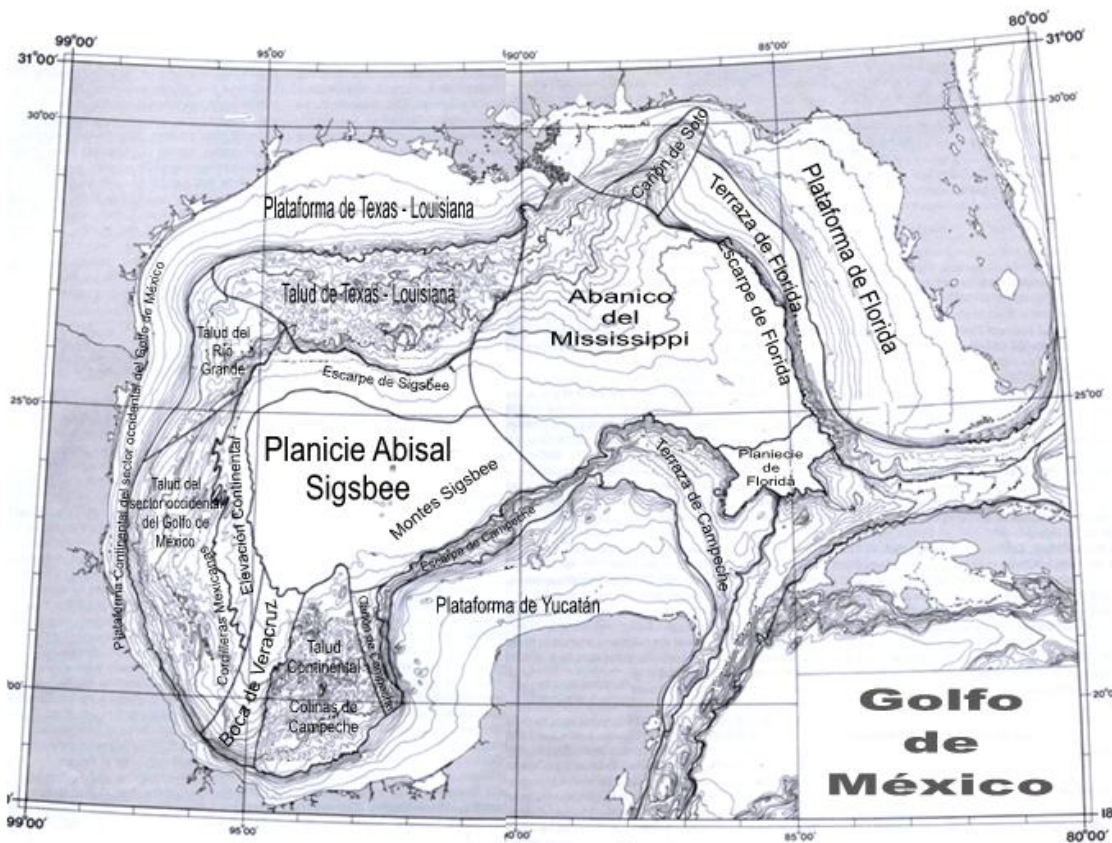 99°00'
95°00'
90°00'
85°00'
80°00'
31°00'
31°00'
30°00'
30°00'
Cañón de Soto
Plataforma de Texas - Louisiana
Terraza de Florida
Plataforma de Florida
Escarpe de Florida
Talud de Texas - Louisiana
Abanico
del
Mississippi
Talud del
Río
Grande
Escarpe de Sigsbee
25°00'
25°00'
Plataforma Continental del sector occidental del Golfo de México
Planicie Abisal
Sigsbee
Montes Sigsbee
Planiecie
de
Florida
Terraza de Campeche
Talud del
sector occidental
del Golfo de
México
Elevación Continental
Cordilleras Mexicanas
Escarpa de Campeche
Plataforma de Yucatán
Boca de Veracruz
Talud
Continental
Colinas de
Campeche
Cañón de Campeche
Golfo
de
México
20°0
99°00'
95°00'
85°00'
80°00'